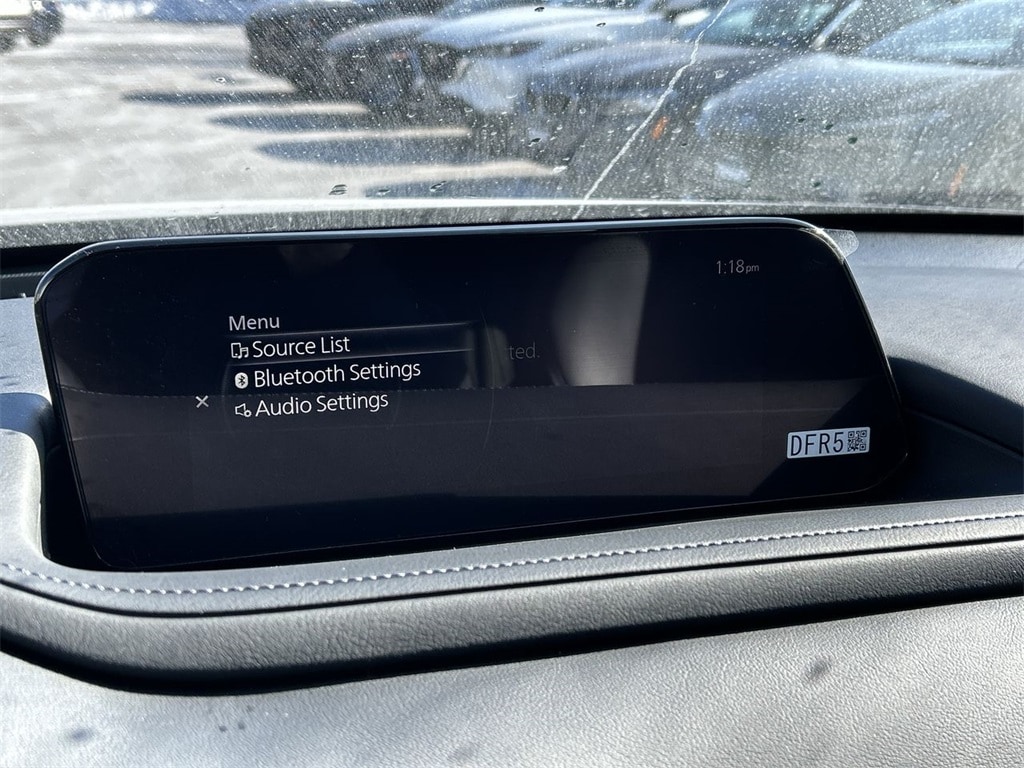 1:18pm
Menu
Source List
Bluetooth Settings
Audio Settings
DFR5